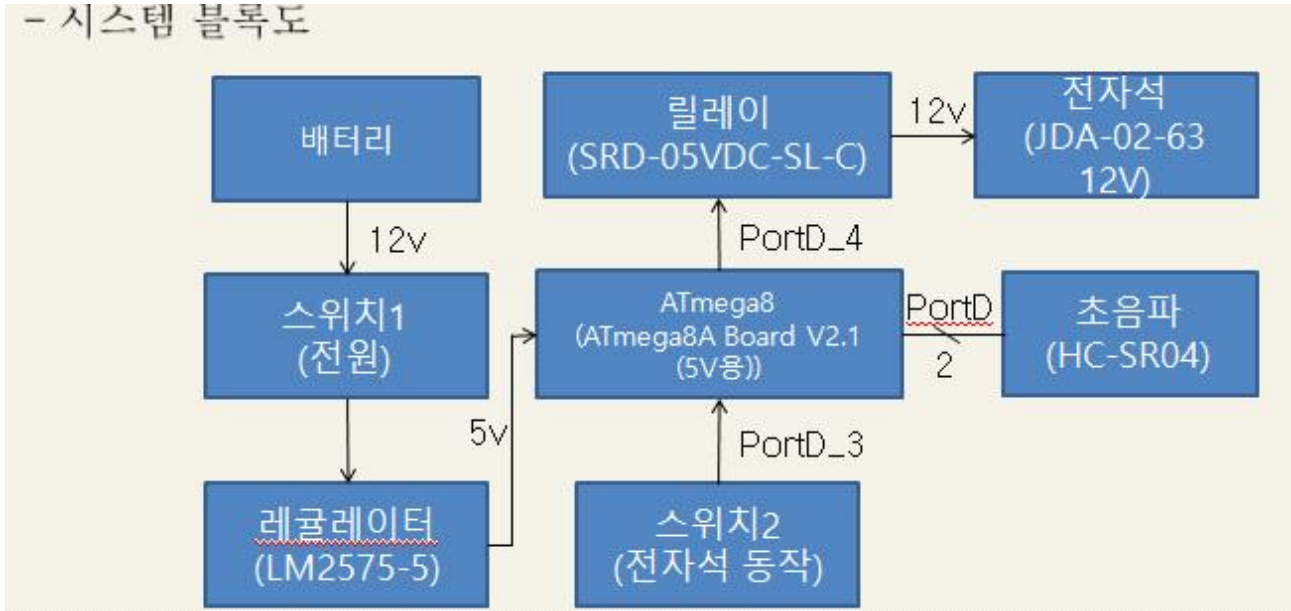 - 시스템 블록도
배터리
12v
스위치1
(전원)
5v
레귤레이터
(LM2575-5)
릴레이
(SRD-05VDC-SL-C)
12v
전자석
(JDA-02-63
12V)
PortD_4
ATmega8
(ATmega8A Board V2.1
(5V용))
PortD
2
초음파
(HC-SR04)
PortD_3
스위치2
(전자석 동작)